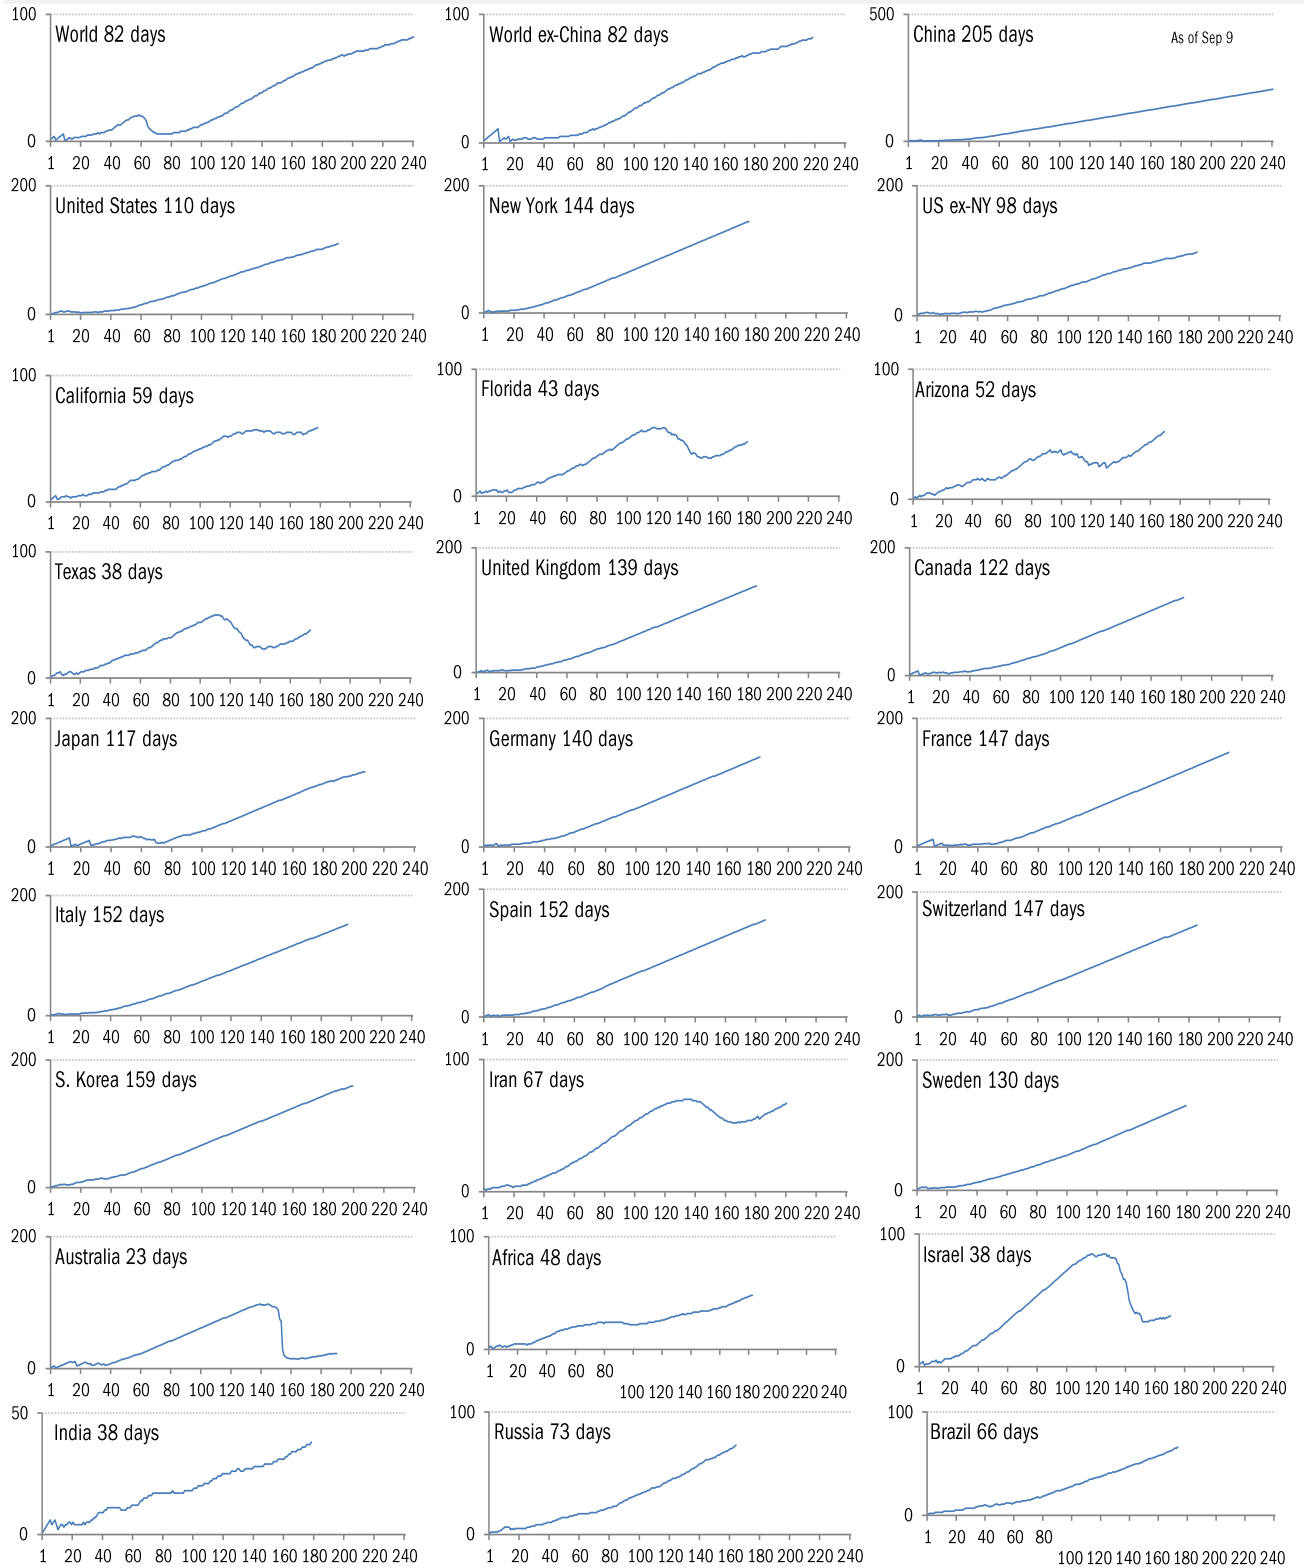 100
World 82 days
0
1 20 40 60 80 100 120 140 160 180 200 220 240
100
World ex-China 82 days
0
1 20 40 60 80 100 120 140 160 180 200 220 240
500
China 205 days
As of Sep 9
0
1 20 40 60 80 100 120 140 160 180 200 220 240
200
United States 110 days
0
1 20 40 60 80 100 120 140 160 180 200 220 240
200
New York 144 days
0
1 20 40 60 80 100 120 140 160 180 200 220 240
200
US ex-NY 98 days
0
1 20 40 60 80 100 120 140 160 180 200 220 240
100
California 59 days
0
1 20 40 60 80 100 120 140 160 180 200 220 240
100
Florida 43 days
0
1 20 40 60 80 100 120 140 160 180 200 220 240
100
Arizona 52 days
0
1 20 40 60 80 100 120 140 160 180 200 220 240
100
Texas 38 days
0
1 20 40 60 80 100 120 140 160 180 200 220 240
200
United Kingdom 139 days
0
1 20 40 60 80 100 120 140 160 180 200 220 240
200
Canada 122 days
0
1 20 40 60 80 100 120 140 160 180 200 220 240
200
Japan 117 days
0
1 20 40 60 80 100 120 140 160 180 200 220 240
200
Germany 140 days
0
1 20 40 60 80 100 120 140 160 180 200 220 240
200
France 147 days
0
1 20 40 60 80 100 120 140 160 180 200 220 240
200
Italy 152 days
0
1 20 40 60 80 100 120 140 160 180 200 220 240
200
Spain 152 days
0
1 20 40 60 80 100 120 140 160 180 200 220 240
200
Switzerland 147 days
0
1 20 40 60 80 100 120 140 160 180 200 220 240
200
S. Korea 159 days
0
1 20 40 60 80 100 120 140 160 180 200 220 240
100
Iran 67 days
0
1 20 40 60 80 100 120 140 160 180 200 220 240
200
Sweden 130 days
0
1 20 40 60 80 100 120 140 160 180 200 220 240
200
Australia 23 days
0
1 20 40 60 80 100 120 140 160 180 200 220 240
100
Africa 48 days
0
1 20 40 60 80
100 120 140 160 180 200 220 240
100
Israel 38 days
0
1 20 40 60 80 100 120 140 160 180 200 220 240
50
India 38 days
0
1 20 40 60 80 100 120 140 160 180 200 220 240
100
Russia 73 days
0
1 20 40 60 80 100 120 140 160 180 200 220 240
100
Brazil 66 days
0
1 20 40 60 80
100 120 140 160 180 200 220 240